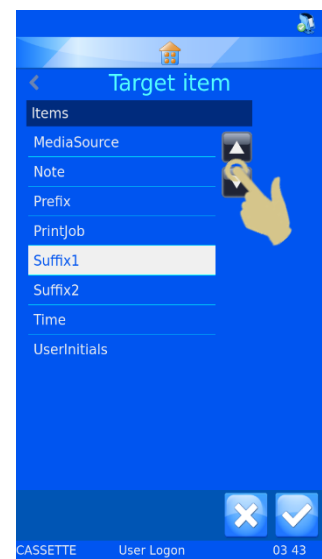 Target item
Items
MediaSource
Note
Prefix
PrintJob
Suffix1
Suffix2
Time
UserInitials
CASSETTE User Logon 03 43